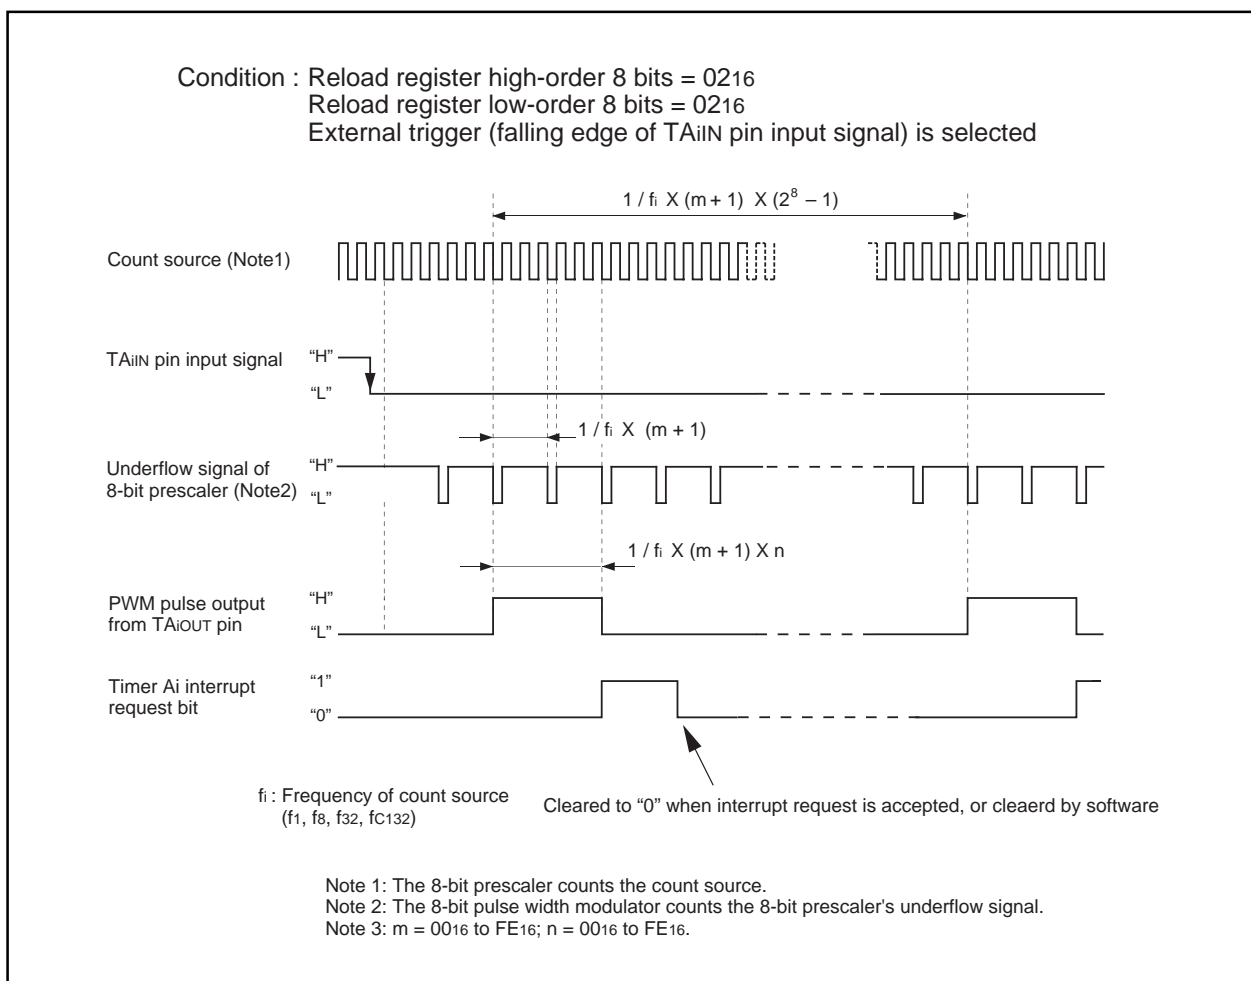 Condition : Reload register high-order 8 bits = 0216
Reload register low-order 8 bits = 0216
External trigger (falling edge of TAiIN pin input signal) is selected
1 / fi X (m + 1) X (2^8 – 1)
Count source (Note1)
TAiIN pin input signal
“H”
“L”
1 / fi X (m + 1)
Underflow signal of
8-bit prescaler (Note2)
“H”
“L”
1 / fi X (m + 1) X n
PWM pulse output
from TAiOUT pin
“H”
“L”
Timer Ai interrupt
request bit
“1”
“0”
fi : Frequency of count source
(f1, f8, f32, fC132)
Cleared to “0” when interrupt request is accepted, or cleaerd by software
Note 1: The 8-bit prescaler counts the count source.
Note 2: The 8-bit pulse width modulator counts the 8-bit prescaler's underflow signal.
Note 3: m = 0016 to FE16; n = 0016 to FE16.